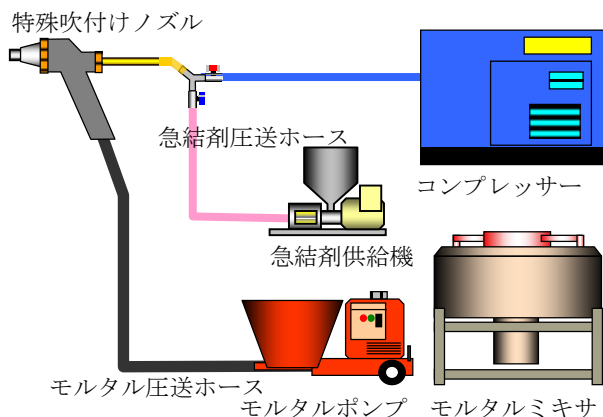 特殊吹付けノズル
急結剤圧送ホース
コンプレッサー
急結剤供給機
モルタル圧送ホース
モルタルポンプ
モルタルミキサ